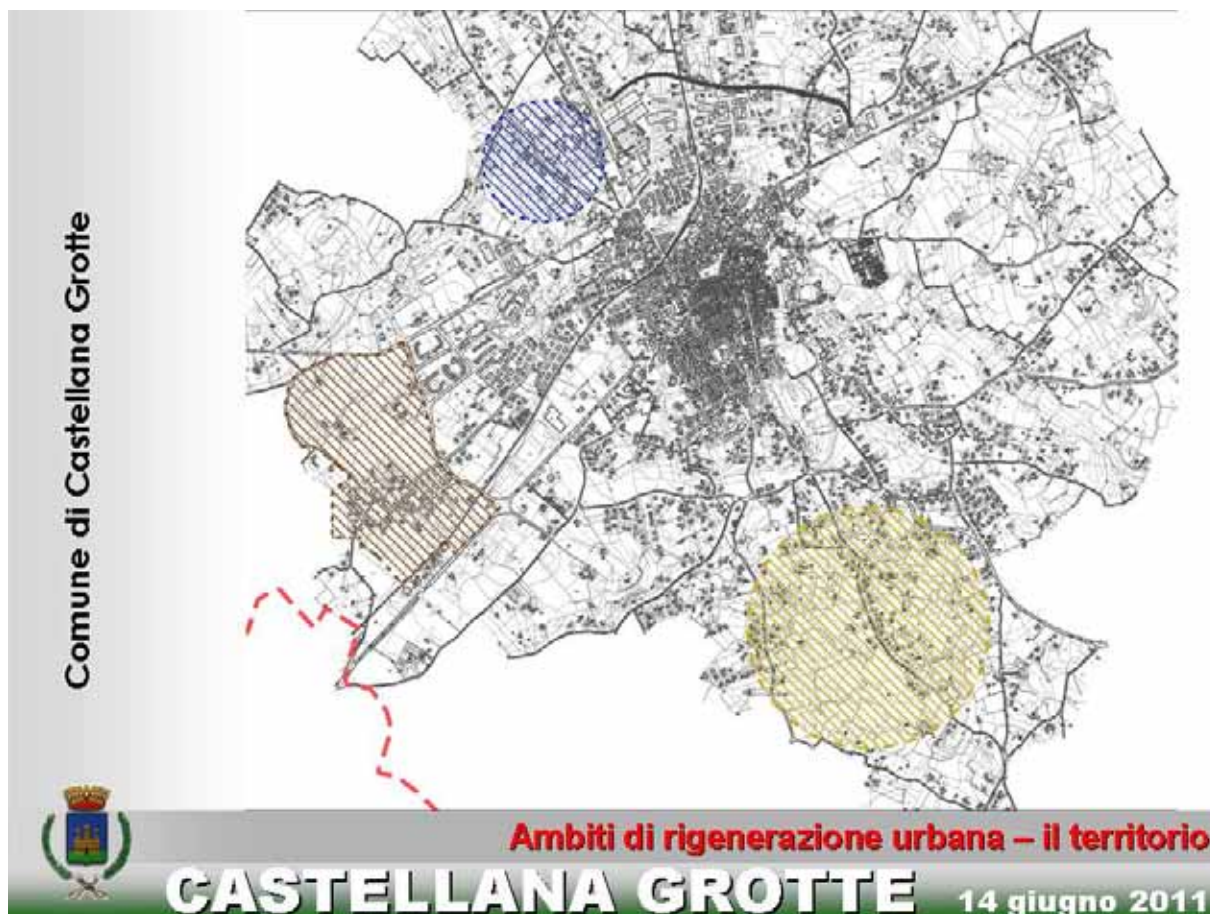 Comune di Castellana Grotte
Ambiti di rigenerazione urbana – il territorio
CASTELLANA GROTTE 14 giugno 2011